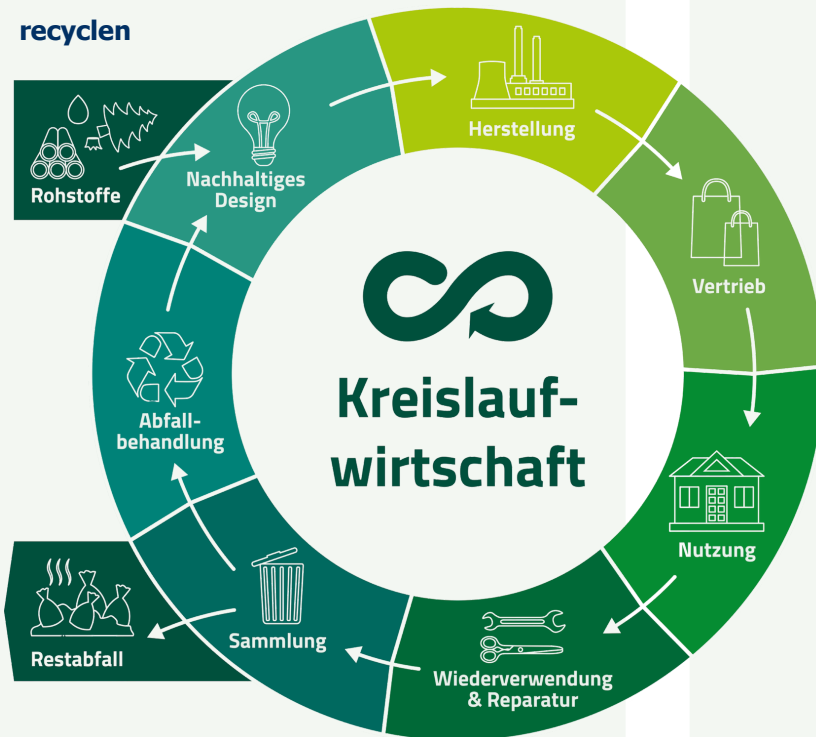 recyclen
Rohstoffe
Nachhaltiges
Design
Herstellung
Vertrieb
Nutzung
Wiederverwendung
& Reparatur
Sammlung
Restabfall
Abfall-
behandlung
Kreislauf-
wirtschaft